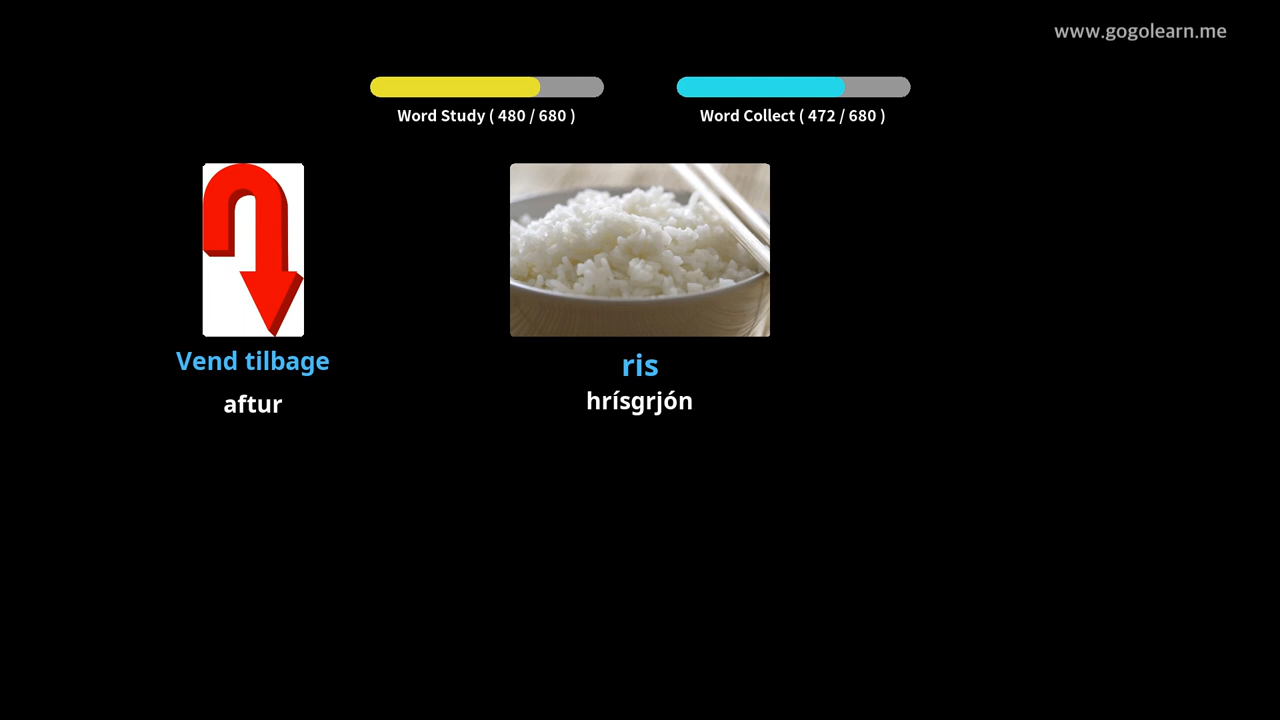 www.gogolearn.me
Word Study ( 480 / 680 )
Word Collect ( 472 / 680 )
Vend tilbage
aftur
ris
hrísgrjón